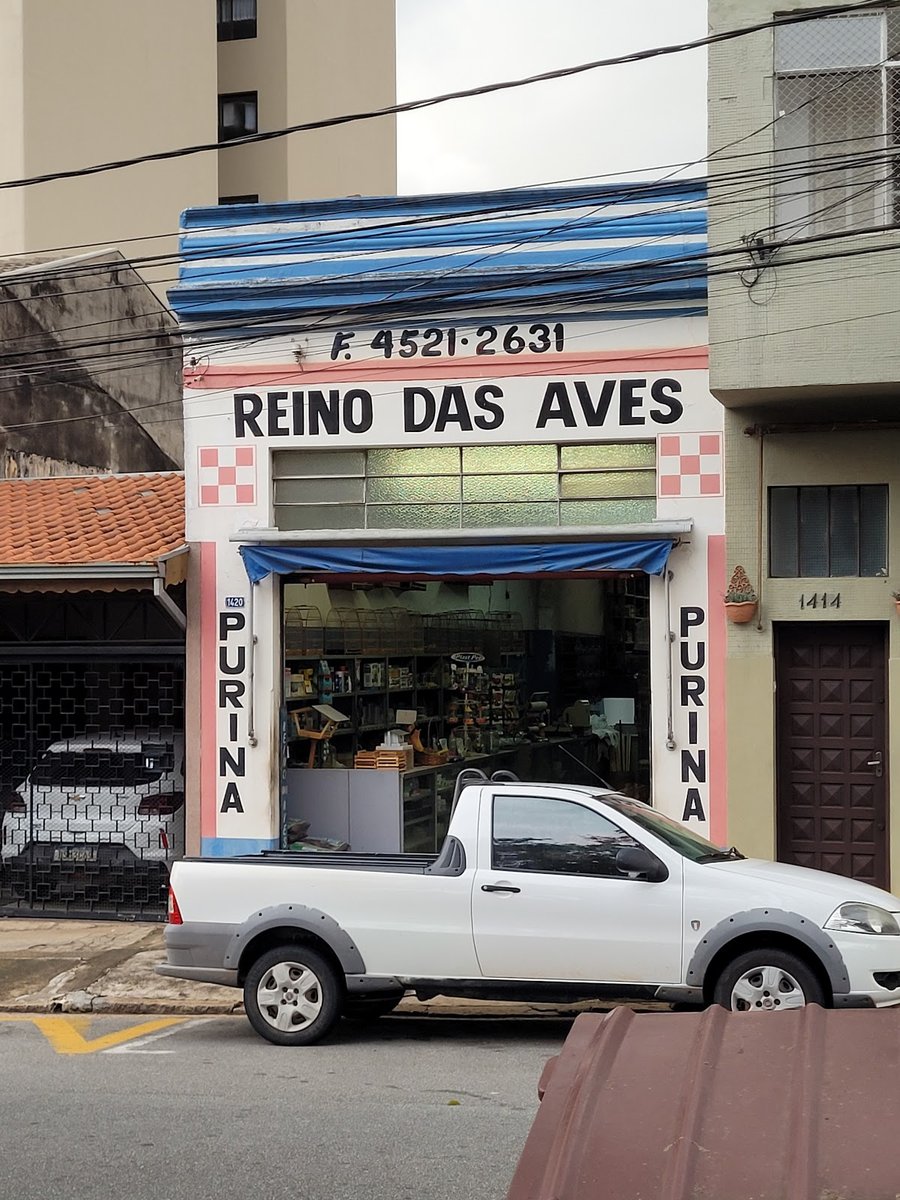 F. 4521-2631
REINO DAS AVES
1420
PURINA
PURINA
1414